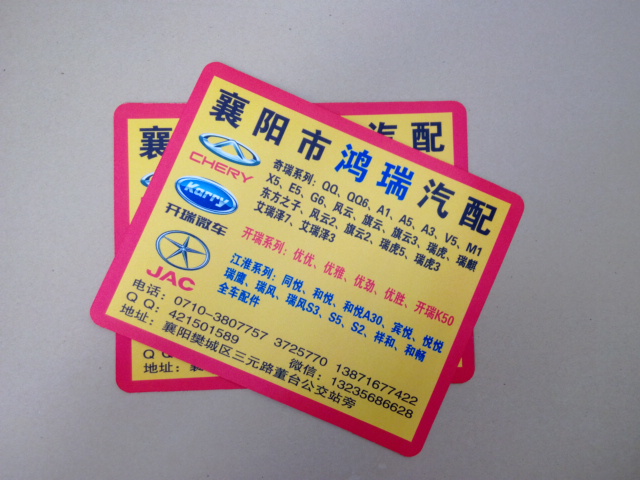 襄阳市鸿瑞汽配
CHERY
奇瑞系列：QQ、QQ6、A1、A5、A3、V5、M1
X5、E5、G6、风云、旗云、旗云3、瑞虎、瑞麒
东方之子、风云2、旗云2、瑞虎5、瑞虎3
艾瑞泽7、艾瑞泽3
Karry
开瑞微车
开瑞系列：优优、优雅、优劲、优胜、开瑞K50
JAC
江淮系列：同悦、和悦、和悦A30、宾悦、悦悦
瑞鹰、瑞风、瑞风S3、S5、S2、祥和、和畅
全车配件
电话：0710-3807757 3725770 13871677422
QQ：421501589 微信：13235686628
地址：襄阳樊城区三元路董台公交站旁
襄
汽配
QQ
地址：襄